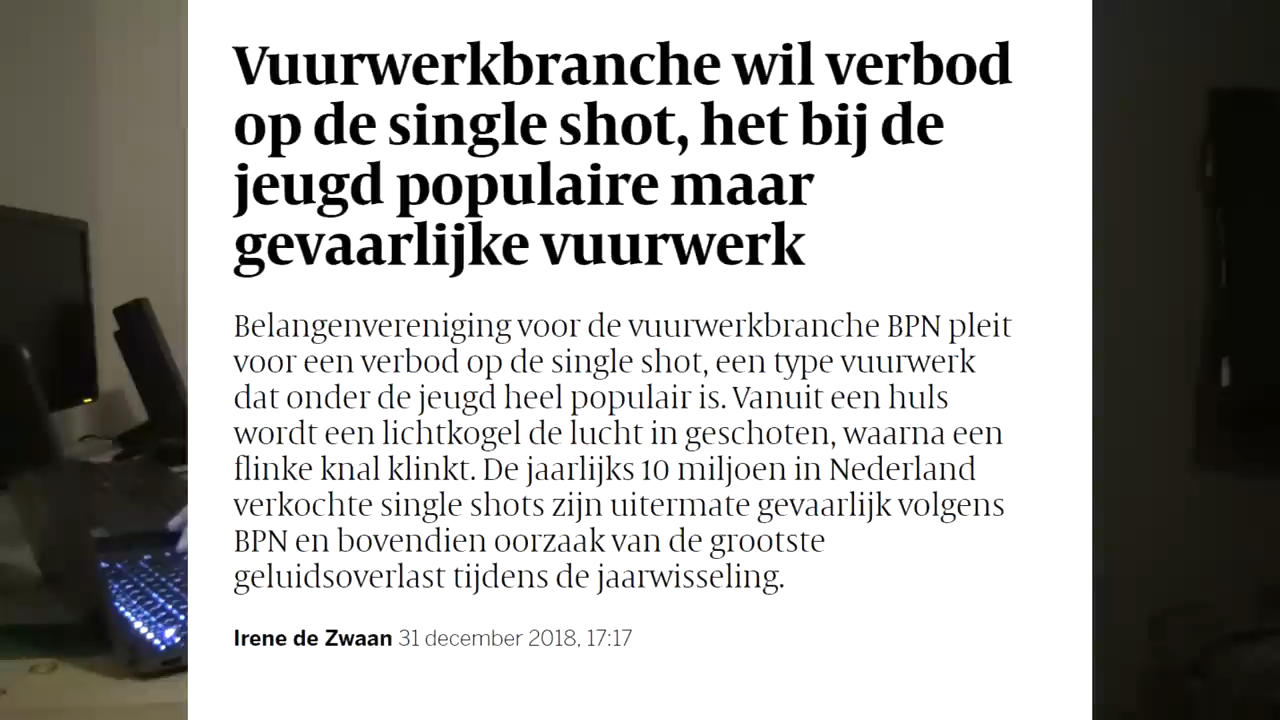 Vuurwerkbranche wil verbod
op de single shot, het bij de
jeugd populaire maar
gevaarlijke vuurwerk
Belangenvereniging voor de vuurwerkbranche BPN pleit
voor een verbod op de single shot, een type vuurwerk
dat onder de jeugd heel populair is. Vanuit een huls
wordt een lichtkogel de lucht in geschoten, waarna een
flinke knal klinkt. De jaarlijks 10 miljoen in Nederland
verkochte single shots zijn uitermate gevaarlijk volgens
BPN en bovendien oorzaak van de grootste
geluidsoverlast tijdens de jaarwisseling.
Irene de Zwaan 31 december 2018, 17:17